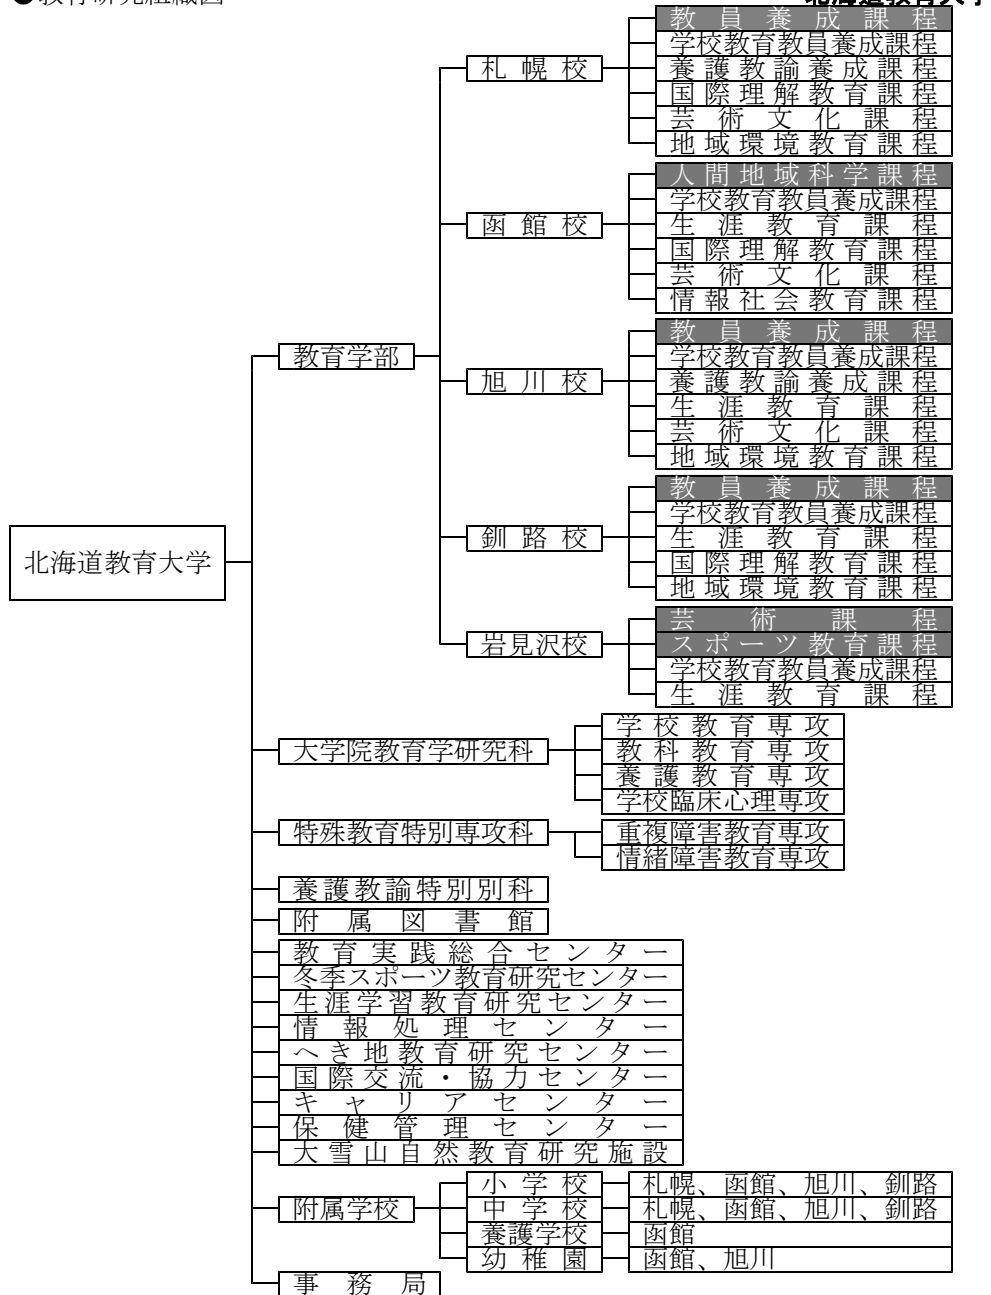 ●教育研究組織図
北海道教育大学
北海道教育大学
教育学部
札幌校
教員養成課程
学校教育教員養成課程
養護教諭養成課程
国際理解教育課程
芸術文化課程
地域環境教育課程
函館校
人間地域科学課程
学校教育教員養成課程
生涯教育課程
国際理解教育課程
芸術文化課程
情報社会教育課程
旭川校
教員養成課程
学校教育教員養成課程
養護教諭養成課程
生涯教育課程
芸術文化課程
地域環境教育課程
釧路校
教員養成課程
学校教育教員養成課程
生涯教育課程
国際理解教育課程
地域環境教育課程
岩見沢校
芸術課程
スポーツ教育課程
学校教育教員養成課程
生涯教育課程
大学院教育学研究科
学校教育専攻
教科教育専攻
養護教育専攻
学校臨床心理専攻
特殊教育特別専攻科
重複障害教育専攻
情緒障害教育専攻
養護教諭特別別科
附属図書館
教育実践総合センター
冬季スポーツ教育研究センター
生涯学習教育研究センター
情報処理センター
へき地教育研究センター
国際交流・協力センター
キャリアセンター
保健管理センター
大雪山自然教育研究施設
附属学校
小学校
札幌、函館、旭川、釧路
中学校
札幌、函館、旭川、釧路
養護学校
函館
幼稚園
函館、旭川
事務局